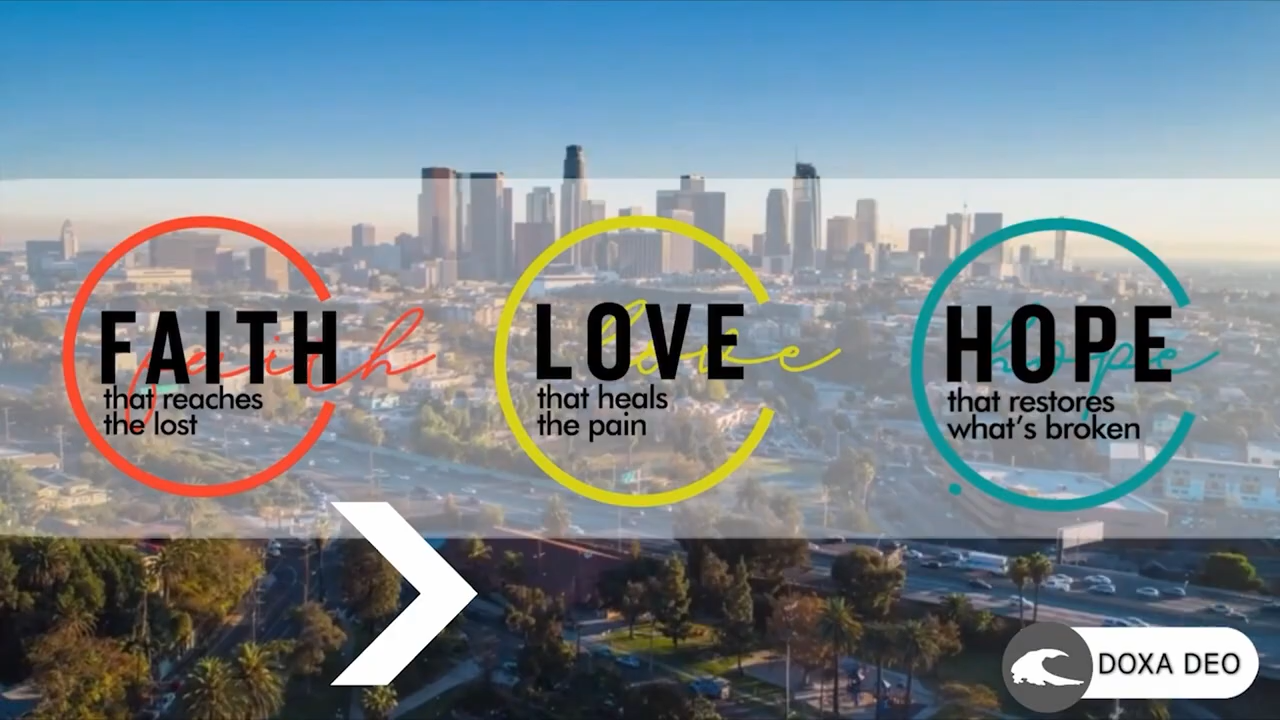 FAITH
faith
that reaches
the lost
LOVE
love
that heals
the pain
HOPE
hope
that restores
what's broken
DOXA DEO